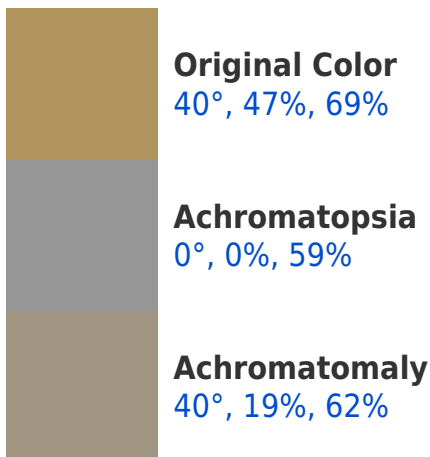 Original Color
40°, 47%, 69%
Achromatopsia
0°, 0%, 59%
Achromatomaly
40°, 19%, 62%